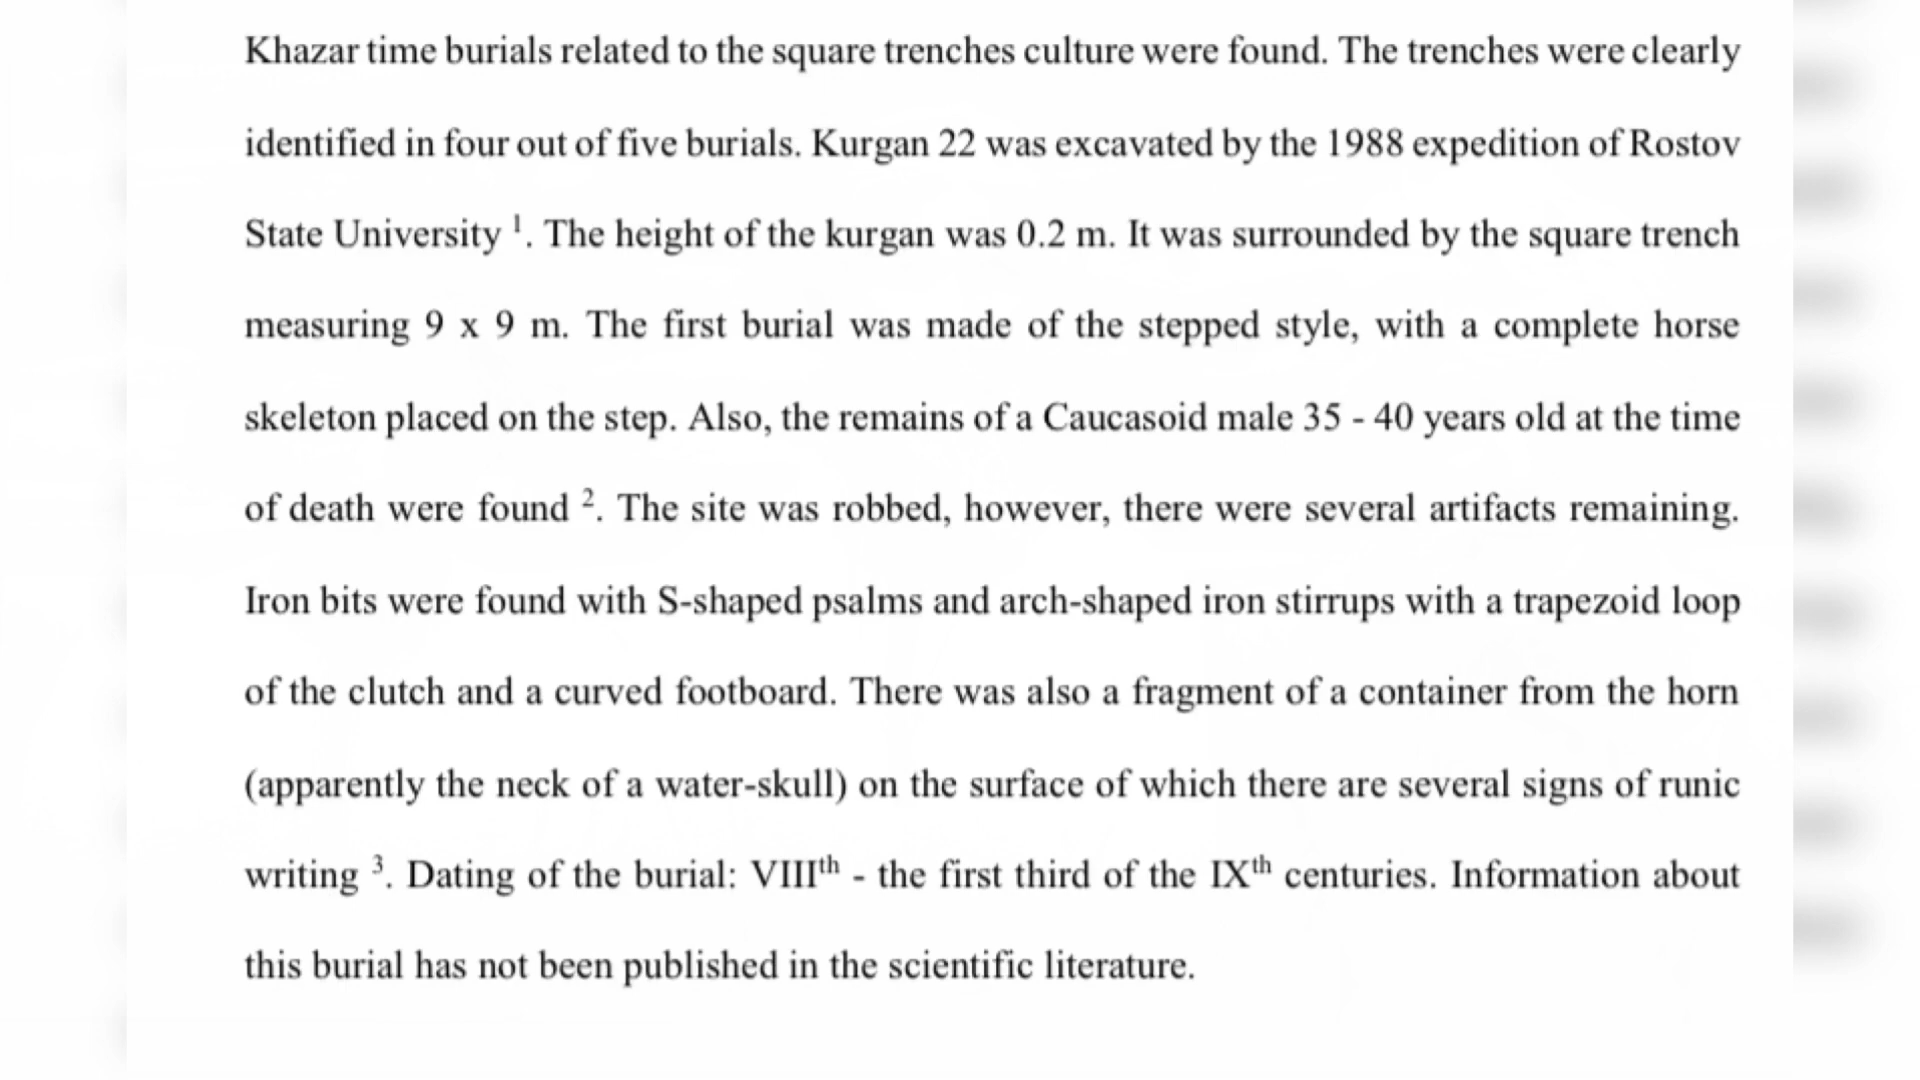 Khazar time burials related to the square trenches culture were found. The trenches were clearly
identified in four out of five burials. Kurgan 22 was excavated by the 1988 expedition of Rostov
State University ¹. The height of the kurgan was 0.2 m. It was surrounded by the square trench
measuring 9 x 9 m. The first burial was made of the stepped style, with a complete horse
skeleton placed on the step. Also, the remains of a Caucasoid male 35 - 40 years old at the time
of death were found ². The site was robbed, however, there were several artifacts remaining.
Iron bits were found with S-shaped psalms and arch-shaped iron stirrups with a trapezoid loop
of the clutch and a curved footboard. There was also a fragment of a container from the horn
(apparently the neck of a water-skull) on the surface of which there are several signs of runic
writing ³. Dating of the burial: VIIIᵗʰ - the first third of the IXᵗʰ centuries. Information about
this burial has not been published in the scientific literature.